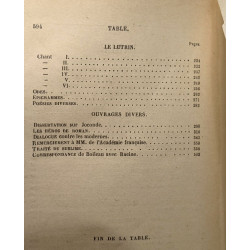 594 TABLE.
LE LUTRIN.
Pages.
Chant I.
— II.
— III.
— IV.
— V.
— VI.
Odes.
Épigrammes.
Poésies diverses.
OUVRAGES DIVERS.
Dissertation sur Joconde.
Les héros de roman.
Dialogue contre les modernes.
Remerciement à MM. de l'Académie française.
Traité du sublime.
Correspondance de Boileau avec Racine.
FIN DE LA TABLE.